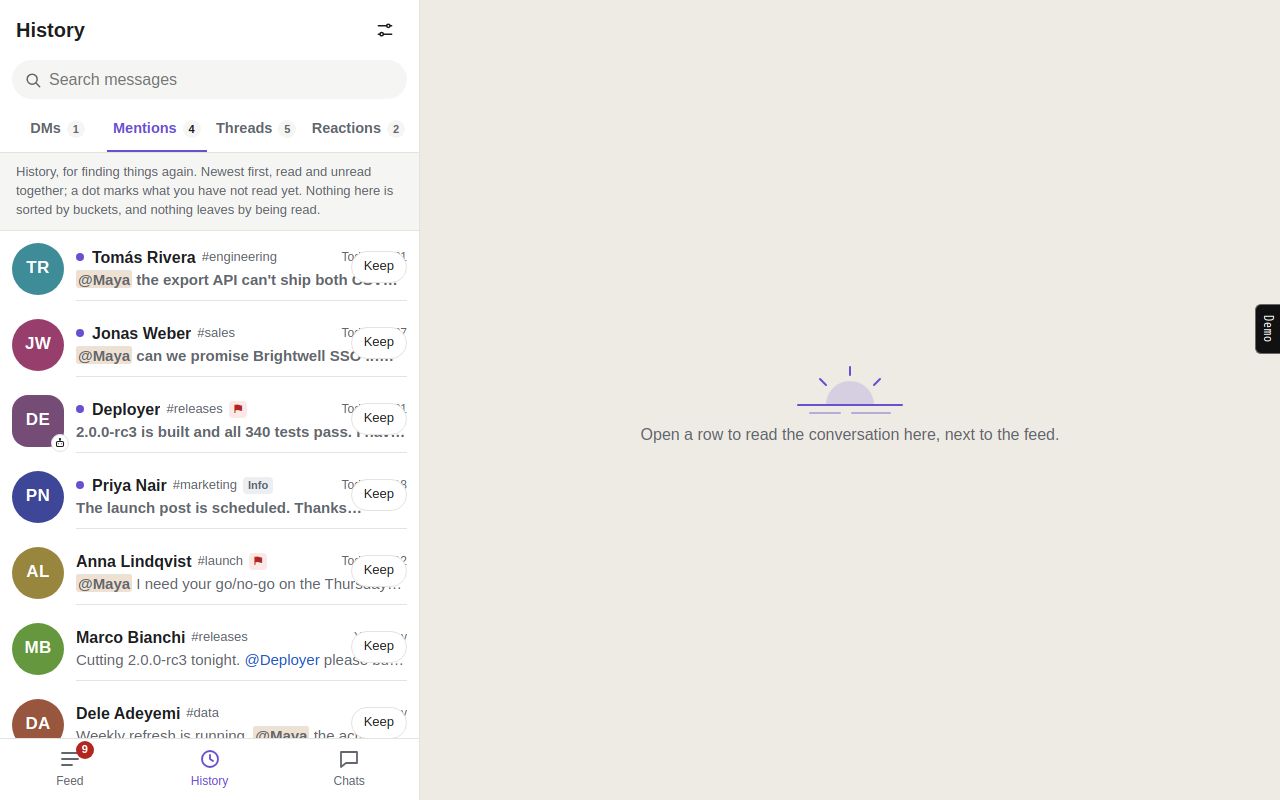 History
Search messages
DMs 1 Mentions 4 Threads 5 Reactions 2
History, for finding things again. Newest first, read and unread
together; a dot marks what you have not read yet. Nothing here is
sorted by buckets, and nothing leaves by being read.
TR Tomás Rivera #engineering
Keep
@Maya the export API can't ship both
JW Jonas Weber #sales
Keep
@Maya can we promise Brightwell SSO
DE Deployer #releases
Keep
2.0.0-rc3 is built and all 340 tests pass.
PN Priya Nair #marketing Info
Keep
The launch post is scheduled. Thanks…
AL Anna Lindqvist #launch
Keep
@Maya I need your go/no-go on the Thursday…
MB Marco Bianchi #releases
Keep
Cutting 2.0.0-rc3 tonight. @Deployer please
DA Dele Adeyemi #data
Keep
Weekly refresh is running. @Maya the
9
Feed History Chats
Open a row to read the conversation here, next to the feed.
Demo